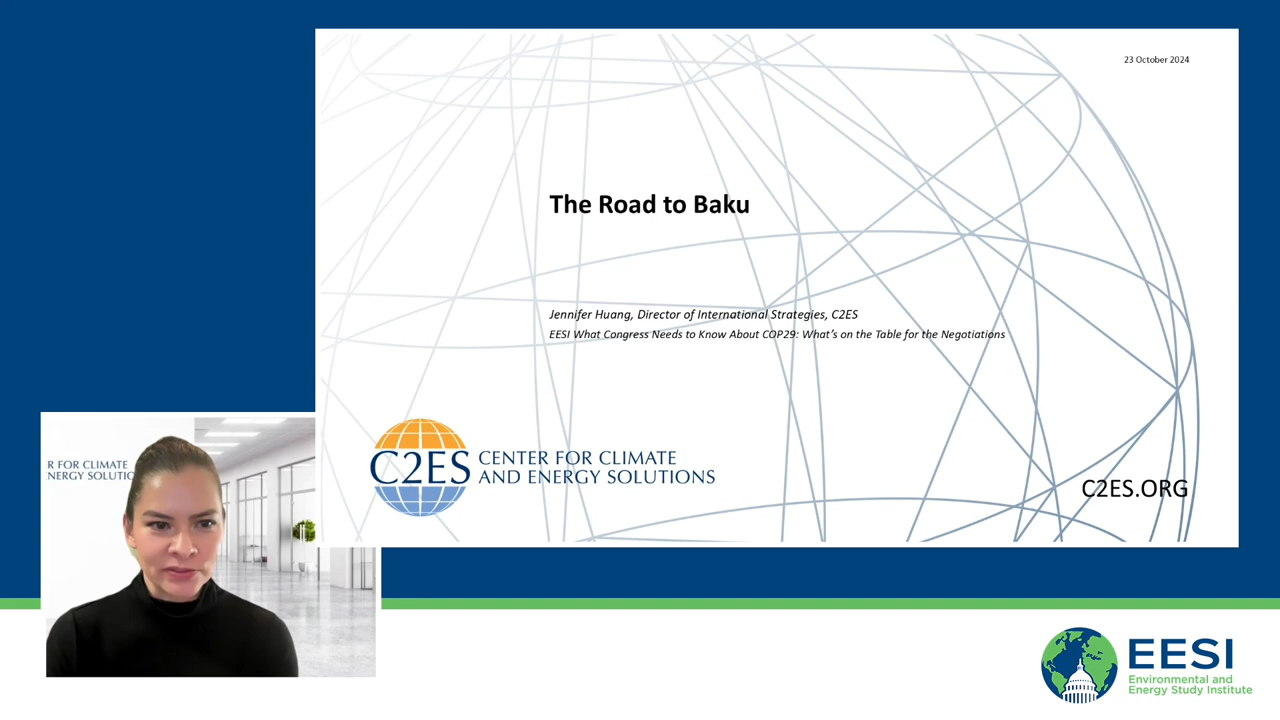 23 October 2024
The Road to Baku
Jennifer Huang, Director of International Strategies, C2ES
EESI What Congress Needs to Know About COP29: What's on the Table for the Negotiations
C2ES
CENTER FOR CLIMATE
AND ENERGY SOLUTIONS
C2ES.ORG
R FOR CLIMATE
NERGY SOLUTIO
EESI
Environmental and
Energy Study Institute